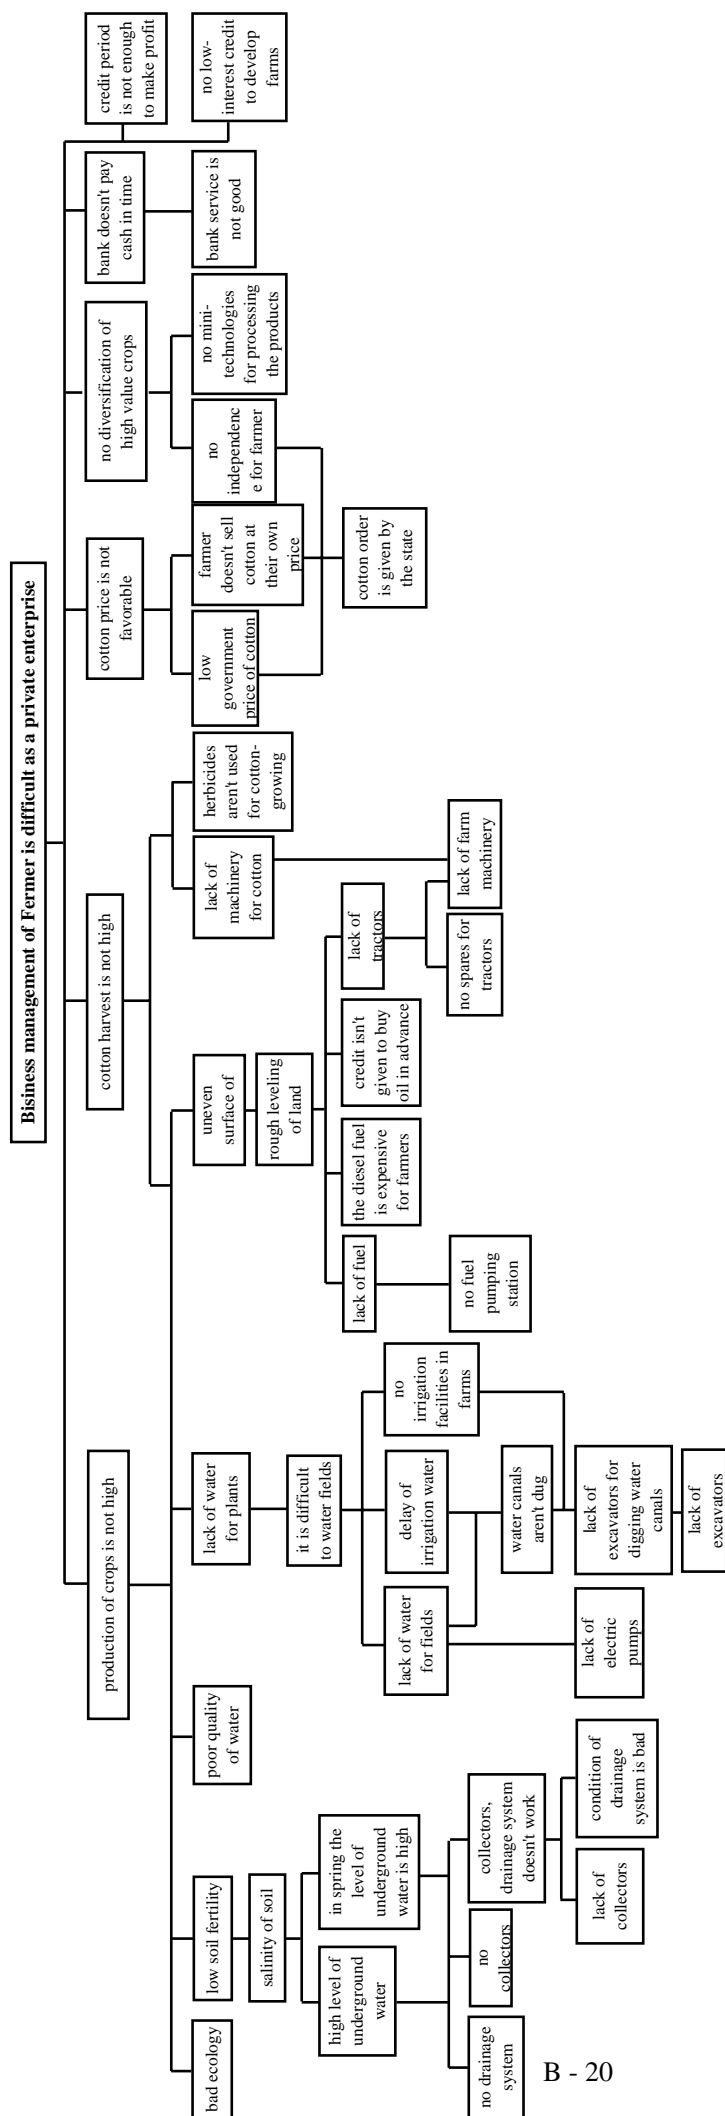 Bisiness management of Fermer is difficult as a private enterprise
production of crops is not high
cotton harvest is not high
cotton price is not
favorable
no diversification of
high value crops
bank doesn't pay
cash in time
credit period
is not enough
to make profit
no low-
interest credit
to develop
farms
bad ecology
low soil fertility
poor quality
of water
lack of water
for plants
uneven
surface of
lack of
machinery
for cotton
herbicides
aren't used
for cotton-
growing
low
government
price of cotton
farmer
doesn't sell
cotton at
their own
price
no
independenc
e for farmer
no mini-
technologies
for processing
the products
bank service is
not good
salinity of soil
it is difficult
to water fields
rough leveling
of land
high level of
underground
water
in spring the
level of
underground
water is high
lack of water
for fields
delay of
irrigation water
no
irrigation
facilities in
farms
lack of fuel
the diesel fuel
is expensive
for farmers
credit isn't
given to buy
oil in advance
lack of
tractors
cotton order
is given by
the state
no drainage
system
no
collectors
collectors,
drainage system
doesn't work
water canals
aren't dug
no fuel
pumping
station
no spares for
tractors
lack of farm
machinery
lack of
collectors
condition of
drainage
system is bad
lack of
electric
pumps
lack of
excavators for
digging water
canals
lack of
excavators
B - 20